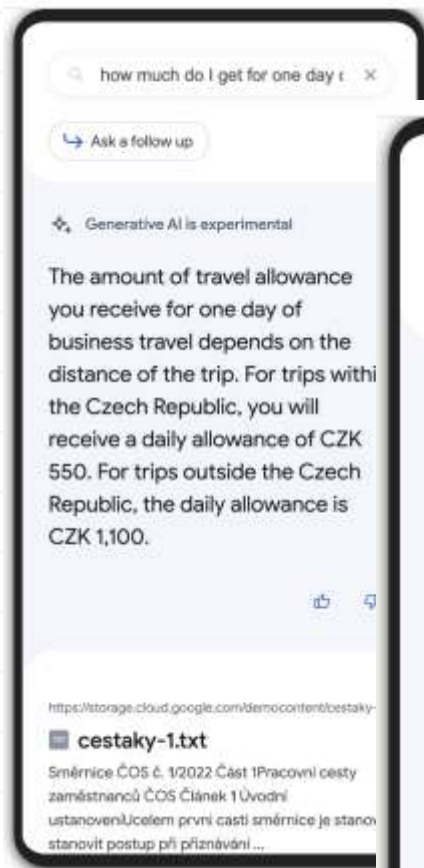 how much do I get for one day
Ask a follow up
Generative AI is experimental
The amount of travel allowance
you receive for one day of
business travel depends on the
distance of the trip. For trips withi
the Czech Republic, you will
receive a daily allowance of CZK
550. For trips outside the Czech
Republic, the daily allowance is
CZK 1,100.
https://storage.cloud.google.com/democontent/cestaky-
cestaky-1.txt
Směrnice ČOS č. 1/2022 Část 1Pracovní cesty
zaměstnanců ČOS Článek 1 Úvodní
ustanoveníÚčelem první části směrnice je stanov
stanovit postup při přiznávání ...